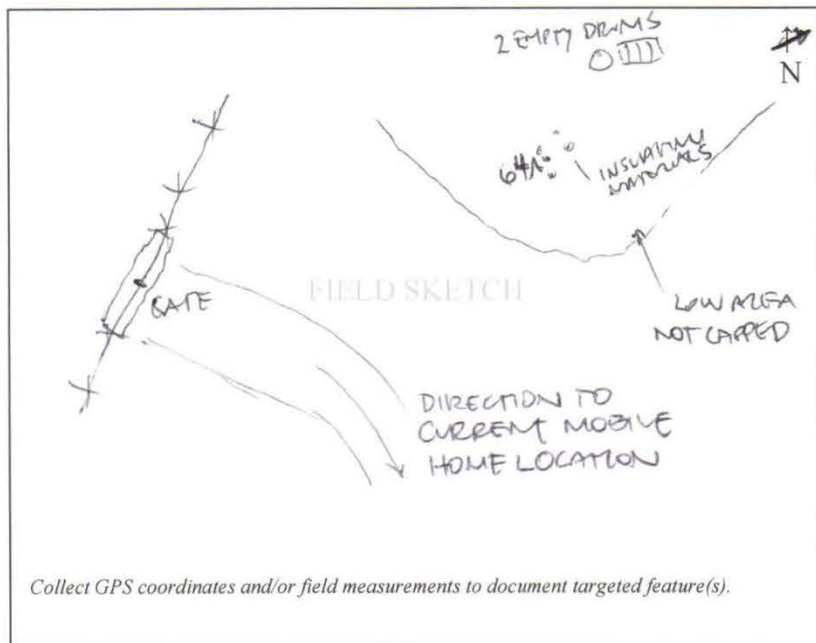 2 EMPTY DRUMS
N
INSULATING
MATERIALS
FIELD SKETCH
GATE
LOW AREA
NOT CAPPED
DIRECTION TO
CURRENT MOBILE
HOME LOCATION
Collect GPS coordinates and/or field measurements to document targeted feature(s).